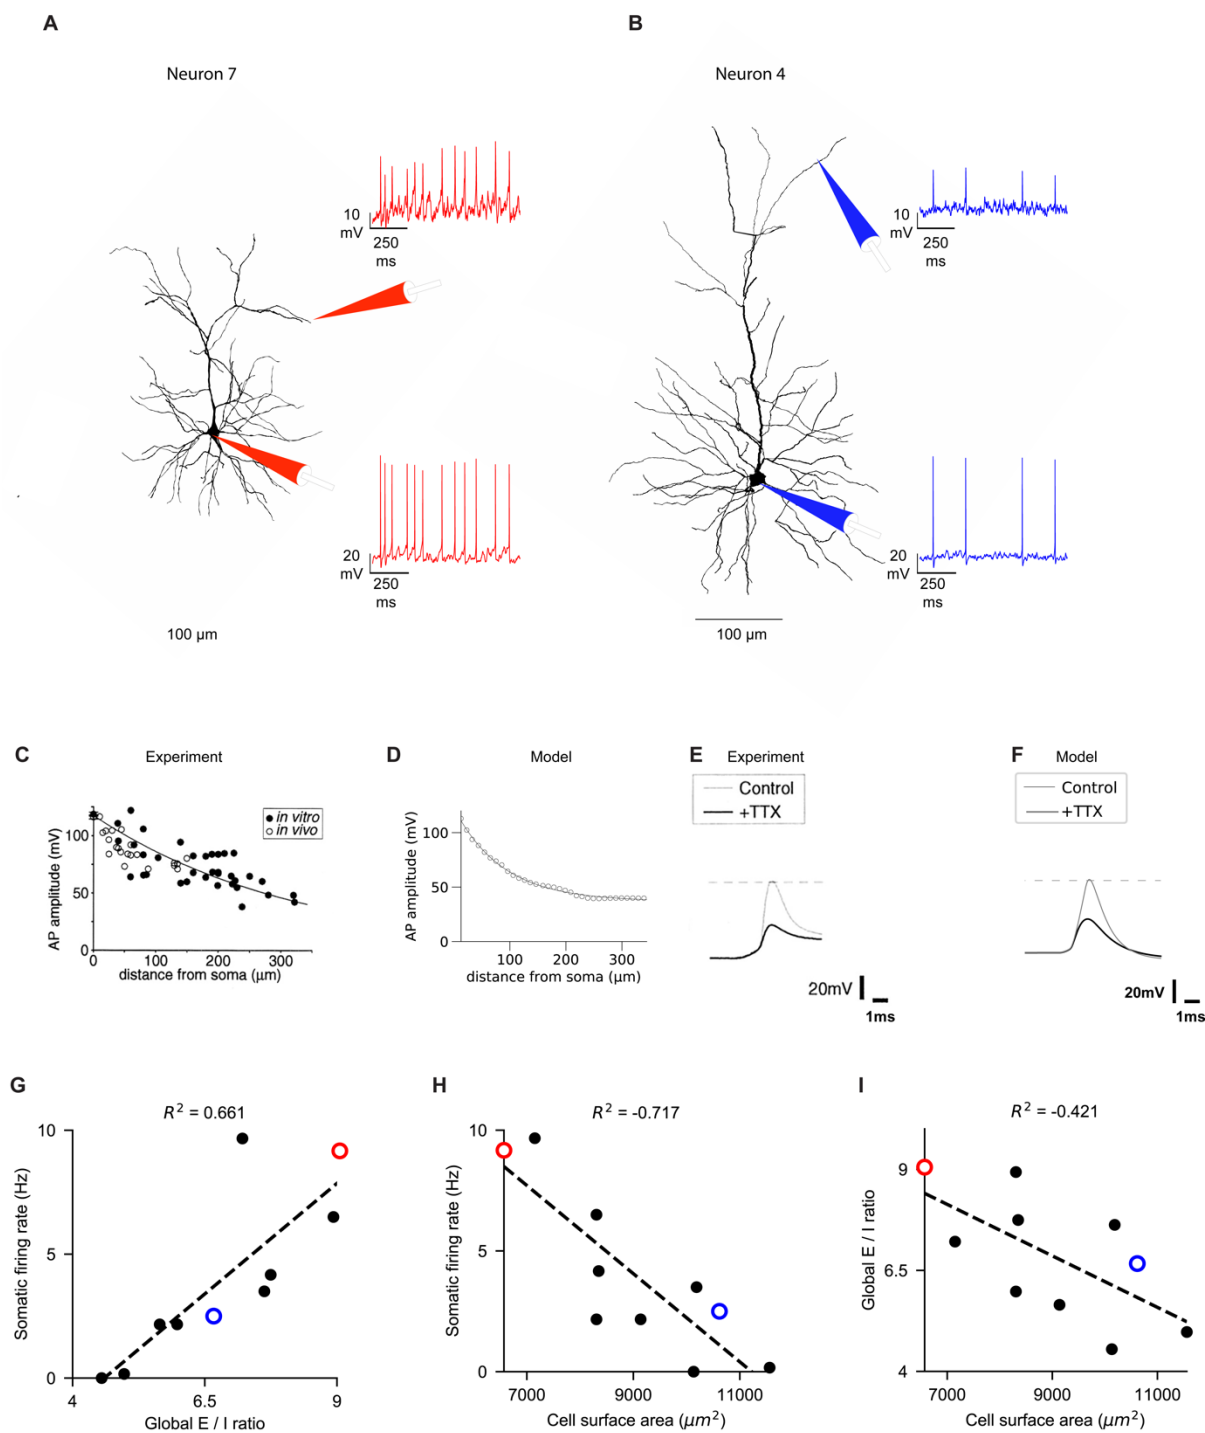 A
B
Neuron 7
Neuron 4
10
mV
250
ms
10
mV
250
ms
20
mV
250
ms
20
mV
250
ms
100 µm
100 µm
C
Experiment
D
Model
E
Experiment
F
Model
Control
+TTX
Control
+TTX
in vitro
in vivo
AP amplitude (mV)
100
50
0
0
100
200
300
distance from soma (µm)
AP amplitude (mV)
100
50
0
100
200
300
distance from soma (µm)
20mV
1ms
20mV
1ms
G
H
I
R² = 0.661
R² = -0.717
R² = -0.421
Somatic firing rate (Hz)
10
5
0
4
6.5
9
Global E / I ratio
Somatic firing rate (Hz)
10
5
0
7000
9000
11000
Cell surface area (µm²)
Global E / I ratio
9
6.5
4
7000
9000
11000
Cell surface area (µm²)